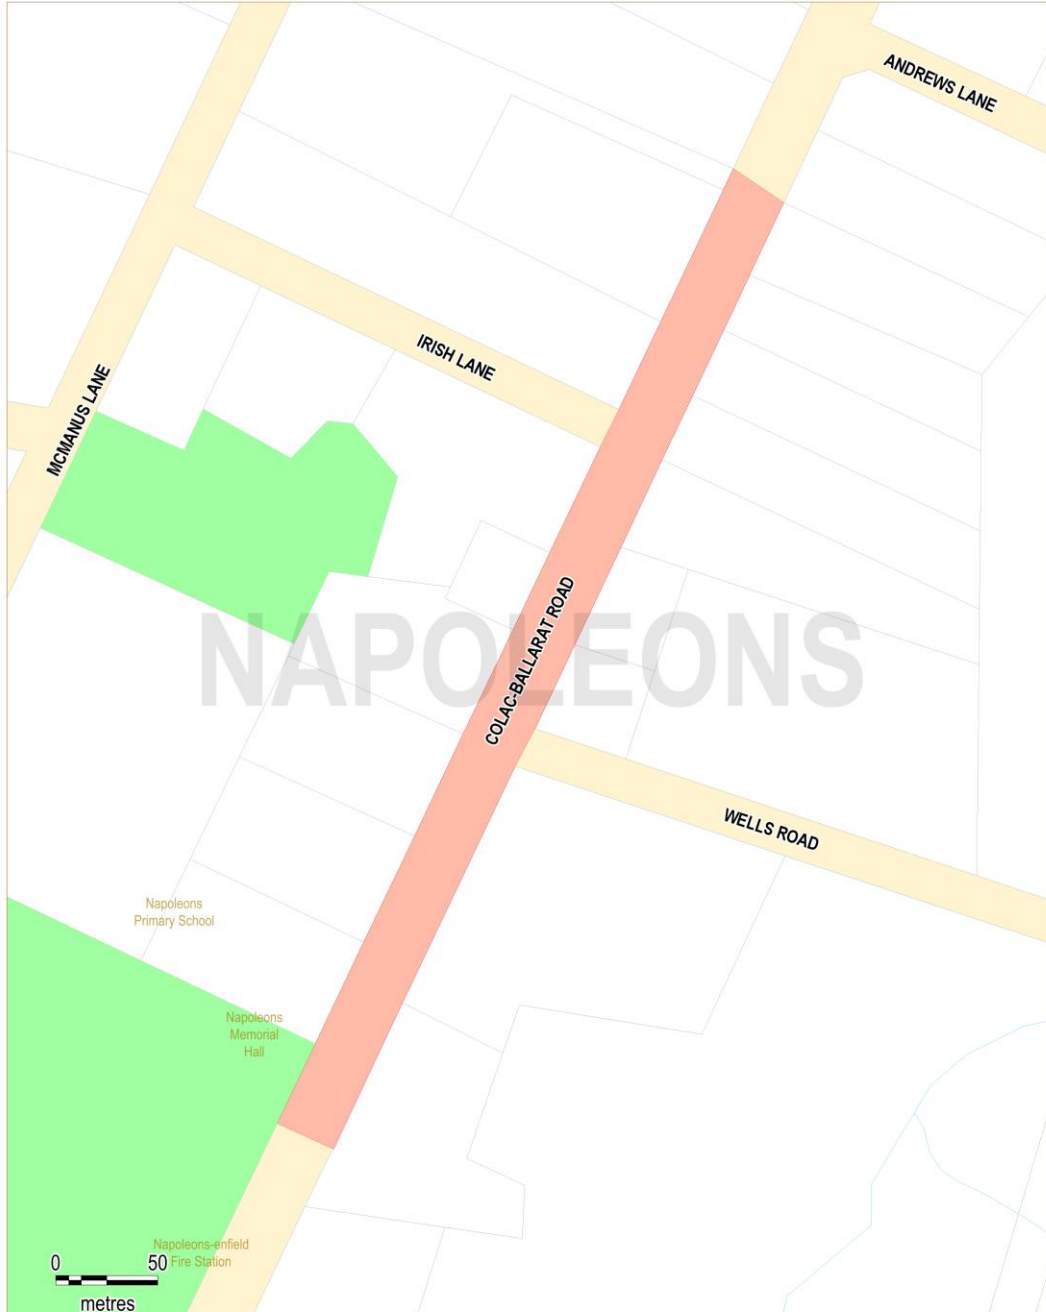 ANDREWS LANE
IRISH LANE
MCMANUS LANE
NAPOLEONS
COLAC-BALLARAT ROAD
WELLS ROAD
Napoleons
Primary School
Napoleons
Memorial
Hall
Napoleons-enfield
Fire Station
0 50
metres